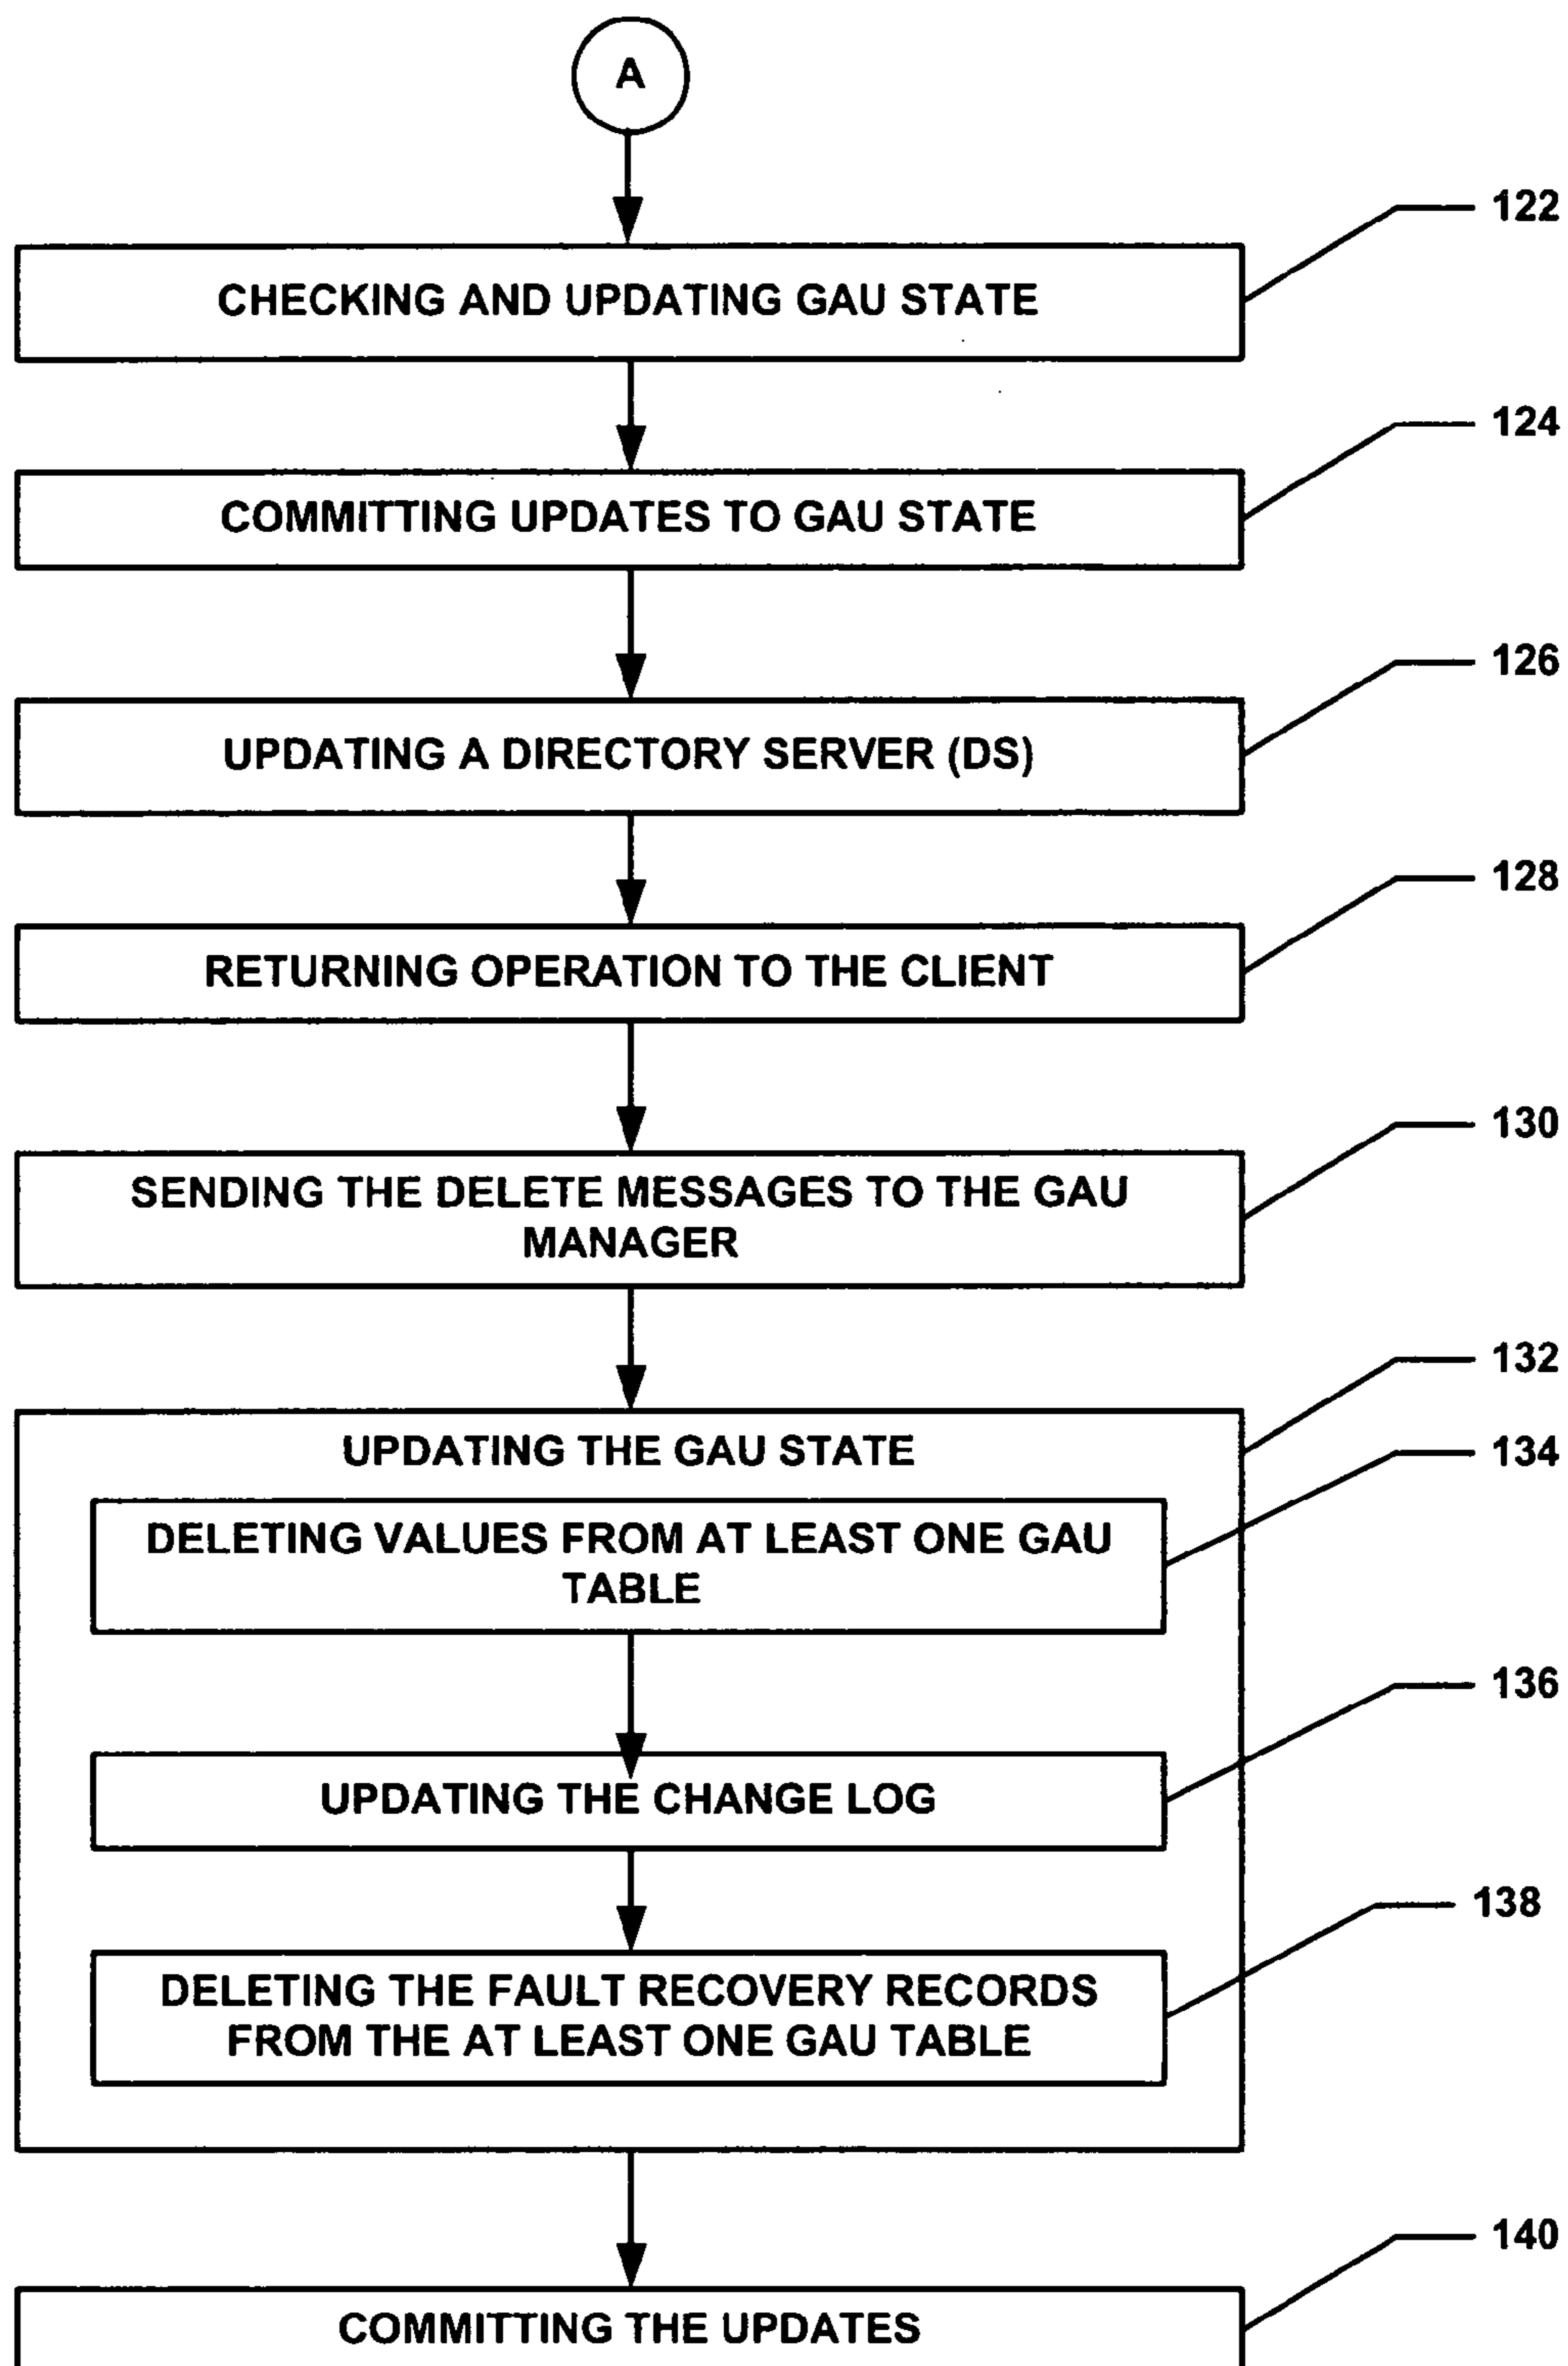 A
122
CHECKING AND UPDATING GAU STATE
124
COMMITTING UPDATES TO GAU STATE
126
UPDATING A DIRECTORY SERVER (DS)
128
RETURNING OPERATION TO THE CLIENT
130
SENDING THE DELETE MESSAGES TO THE GAU
MANAGER
132
UPDATING THE GAU STATE
134
DELETING VALUES FROM AT LEAST ONE GAU
TABLE
136
UPDATING THE CHANGE LOG
138
DELETING THE FAULT RECOVERY RECORDS
FROM THE AT LEAST ONE GAU TABLE
140
COMMITTING THE UPDATES